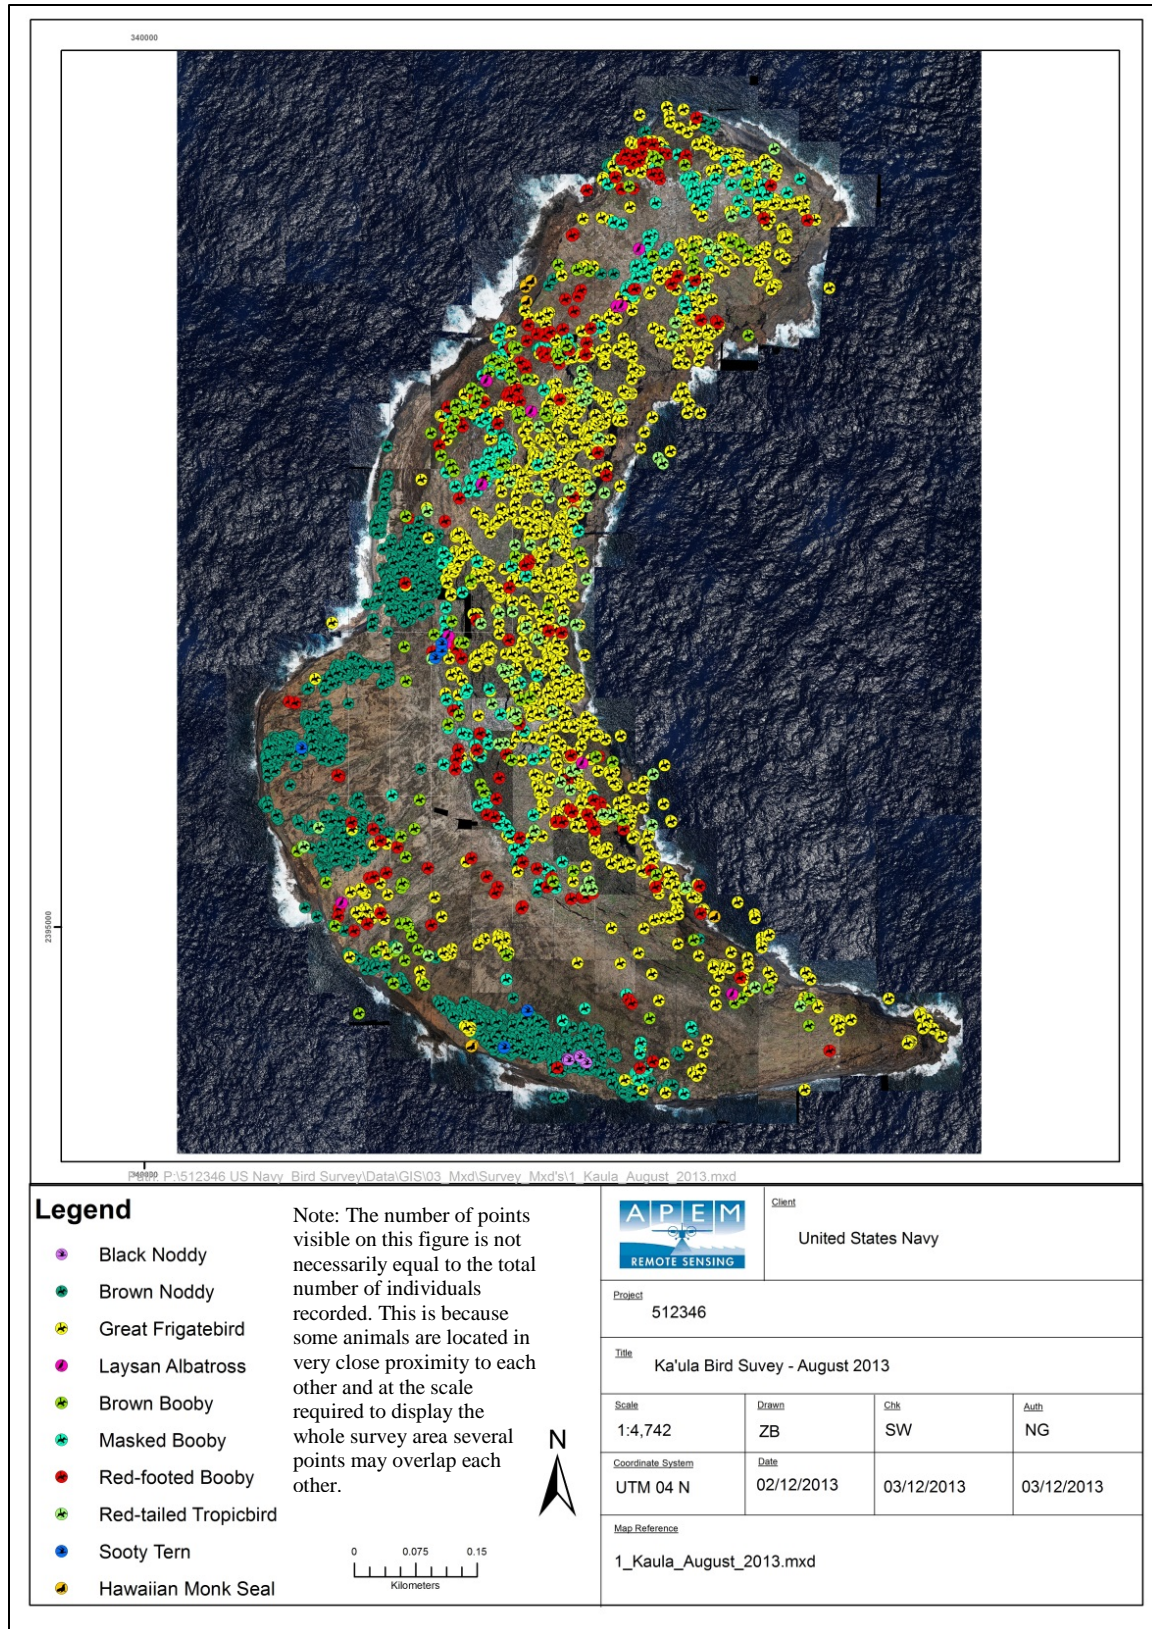 340000
2395000
340000
Path: P:\512346 US Navy_Bird Survey\Data\GIS\03_Mxd\Survey_Mxd's\1_Kaula_August_2013.mxd
Legend
Black Noddy
Brown Noddy
Great Frigatebird
Laysan Albatross
Brown Booby
Masked Booby
Red-footed Booby
Red-tailed Tropicbird
Sooty Tern
Hawaiian Monk Seal
Note: The number of points
visible on this figure is not
necessarily equal to the total
number of individuals
recorded. This is because
some animals are located in
very close proximity to each
other and at the scale
required to display the
whole survey area several
points may overlap each
other.
N
0 0.075 0.15
Kilometers
APEM
REMOTE SENSING
Client
United States Navy
Project
512346
Title
Ka'ula Bird Suvey - August 2013
Scale
1:4,742
Drawn
ZB
Chk
SW
Auth
NG
Coordinate System
UTM 04 N
Date
02/12/2013
03/12/2013
03/12/2013
Map Reference
1_Kaula_August_2013.mxd